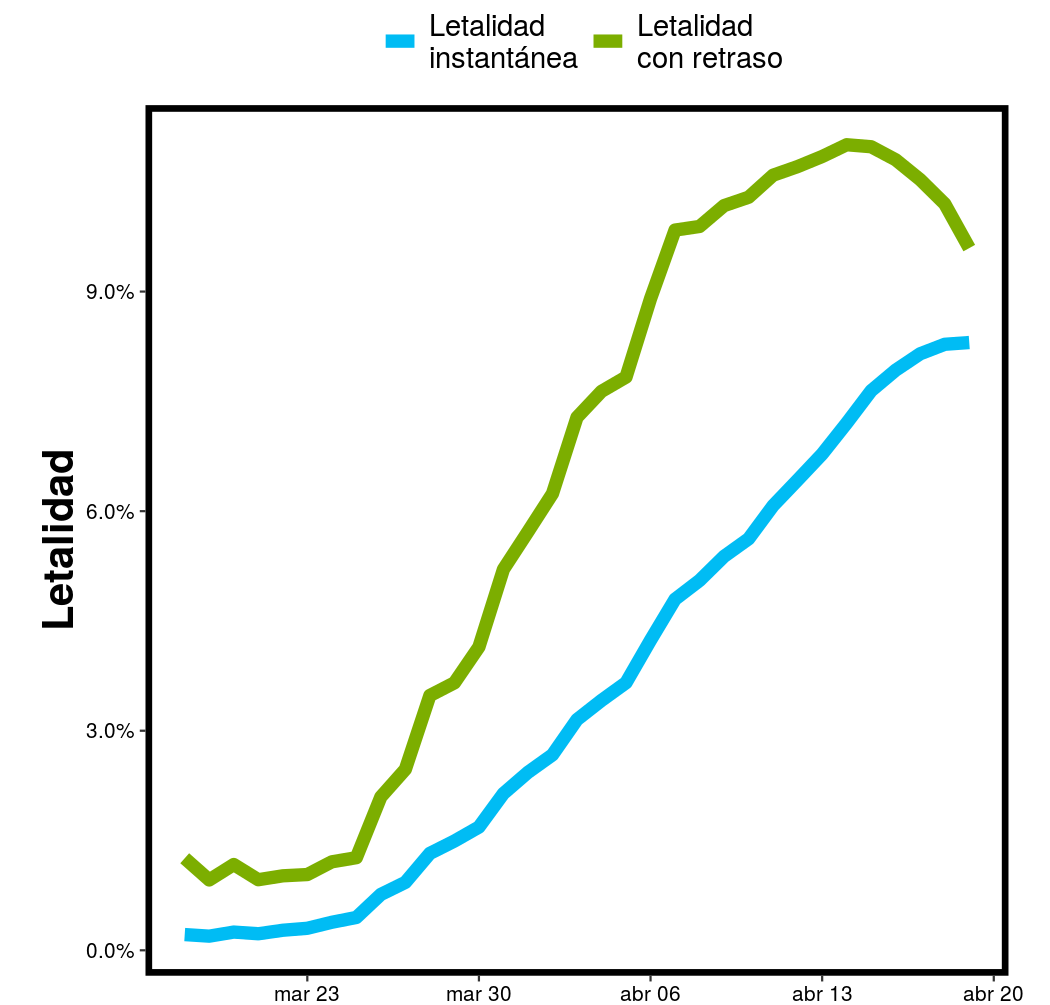 Letalidad
instantánea
Letalidad
con retraso
Letalidad
9.0%
6.0%
3.0%
0.0%
mar 23
mar 30
abr 06
abr 13
abr 20